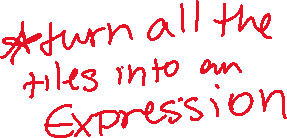 *turn all the
tiles into an
Expression